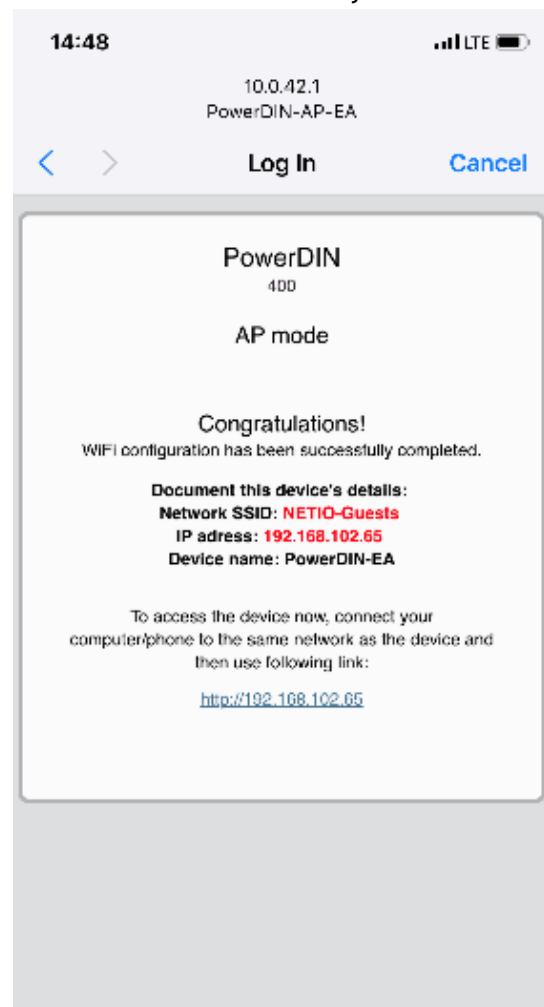 14:48
LTE
10.0.42.1
PowerDIN-AP-EA
Log In
Cancel
PowerDIN
400
AP mode
Congratulations!
WiFi configuration has been successfully completed.
Document this device's details:
Network SSID: NETIO-Guests
IP adress: 192.168.102.65
Device name: PowerDIN-EA
To access the device now, connect your
computer/phone to the same network as the device and
then use following link:
http://192.168.102.65